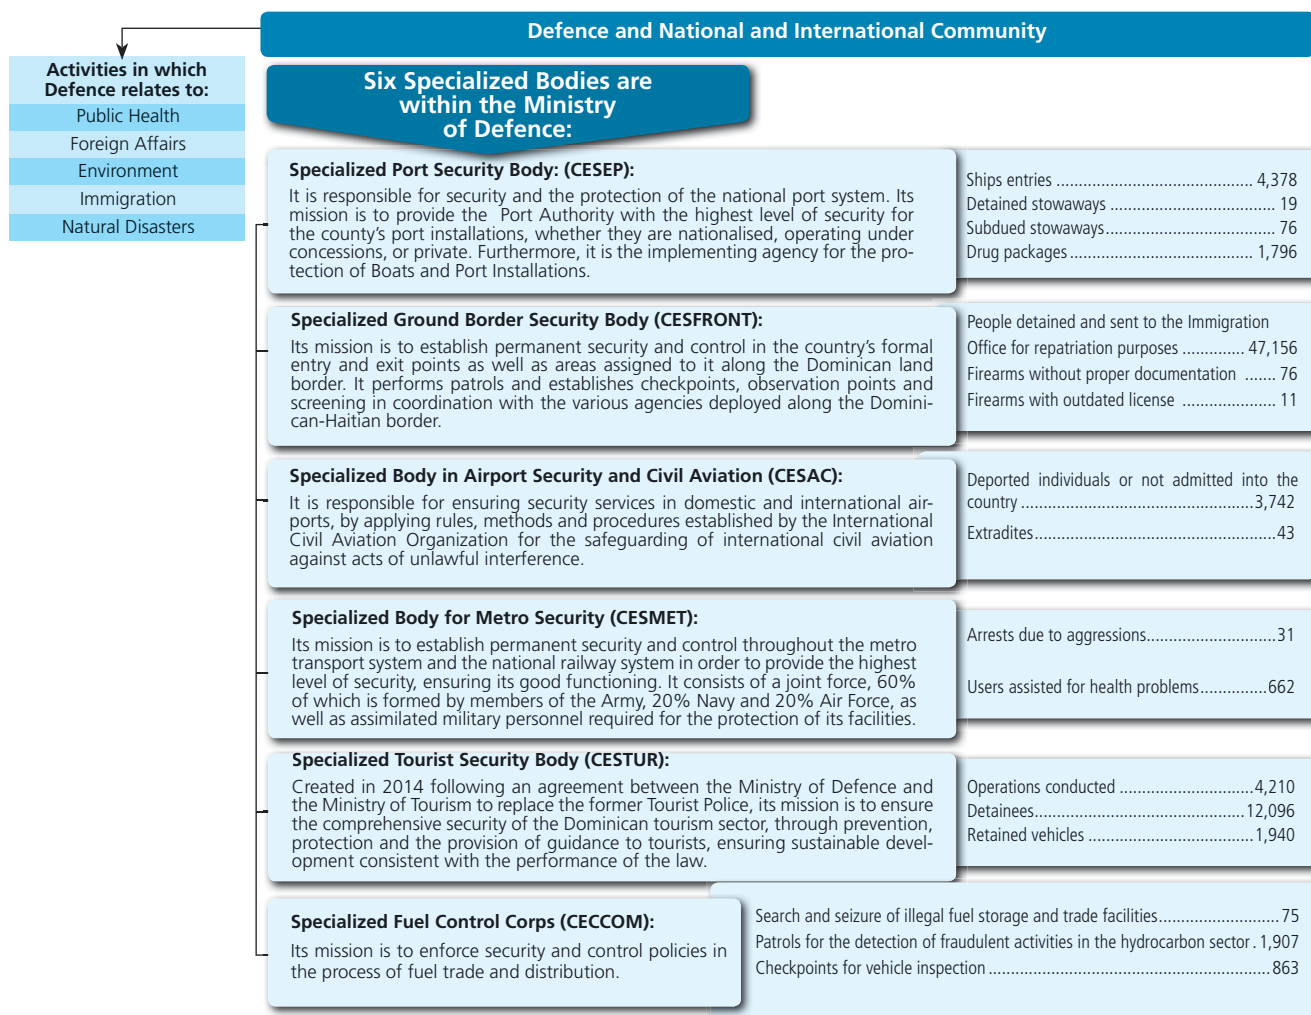 Defence and National and International Community
Activities in which
Defence relates to:
Public Health
Foreign Affairs
Environment
Immigration
Natural Disasters
Six Specialized Bodies are
within the Ministry
of Defence:
Specialized Port Security Body: (CESEP):
It is responsible for security and the protection of the national port system. Its
mission is to provide the Port Authority with the highest level of security for
the county's port installations, whether they are nationalised, operating under
concessions, or private. Furthermore, it is the implementing agency for the pro-
tection of Boats and Port Installations.
Ships entries ............................................ 4,378
Detained stowaways ..................................... 19
Subdued stowaways...................................... 76
Drug packages......................................... 1,796
Specialized Ground Border Security Body (CESFRONT):
Its mission is to establish permanent security and control in the country's formal
entry and exit points as well as areas assigned to it along the Dominican land
border. It performs patrols and establishes checkpoints, observation points and
screening in coordination with the various agencies deployed along the Domini-
can-Haitian border.
People detained and sent to the Immigration
Office for repatriation purposes .............. 47,156
Firearms without proper documentation ....... 76
Firearms with outdated license ..................... 11
Specialized Body in Airport Security and Civil Aviation (CESAC):
It is responsible for ensuring security services in domestic and international air-
ports, by applying rules, methods and procedures established by the International
Civil Aviation Organization for the safeguarding of international civil aviation
against acts of unlawful interference.
Deported individuals or not admitted into the
country ....................................................3,742
Extradites......................................................43
Specialized Body for Metro Security (CESMET):
Its mission is to establish permanent security and control throughout the metro
transport system and the national railway system in order to provide the highest
level of security, ensuring its good functioning. It consists of a joint force, 60%
of which is formed by members of the Army, 20% Navy and 20% Air Force, as
well as assimilated military personnel required for the protection of its facilities.
Arrests due to aggressions.............................31
Users assisted for health problems...............662
Specialized Tourist Security Body (CESTUR):
Created in 2014 following an agreement between the Ministry of Defence and
the Ministry of Tourism to replace the former Tourist Police, its mission is to ensure
the comprehensive security of the Dominican tourism sector, through prevention,
protection and the provision of guidance to tourists, ensuring sustainable devel-
opment consistent with the performance of the law.
Operations conducted ..............................4,210
Detainees...............................................12,096
Retained vehicles .....................................1,940
Specialized Fuel Control Corps (CECCOM):
Its mission is to enforce security and control policies in
the process of fuel trade and distribution.
Search and seizure of illegal fuel storage and trade facilities...........................75
Patrols for the detection of fraudulent activities in the hydrocarbon sector . 1,907
Checkpoints for vehicle inspection ...............................................................863